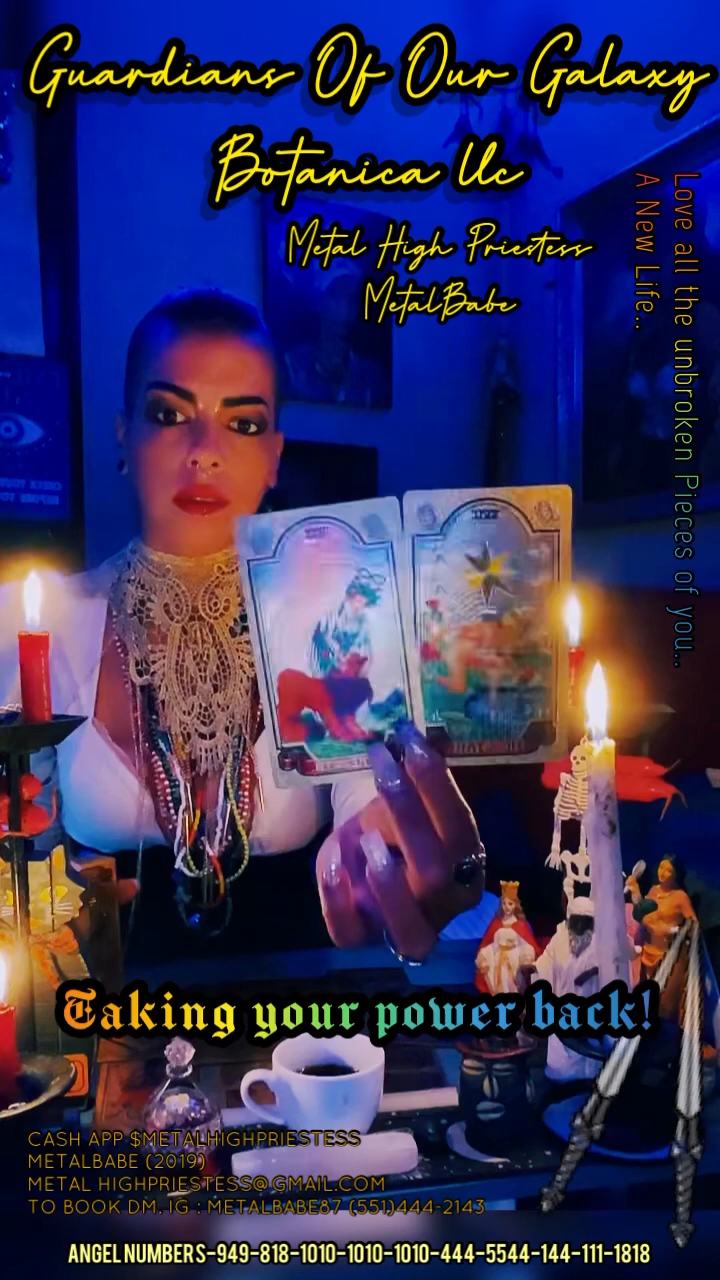 Guardians Of Our Galaxy
Botanica llc
Metal High Priestess
MetalBabe
Love all the unbroken Pieces of you..
A New Life..
Taking your power back!
CASH APP $METALHIGHPRIESTESS
METALBABE (2019)
METAL HIGHPRIESTESS@GMAIL.COM
TO BOOK DM. IG : METALBABE87 (551)444-2143
ANGEL NUMBERS-949-818-1010-1010-1010-444-5544-144-111-1818